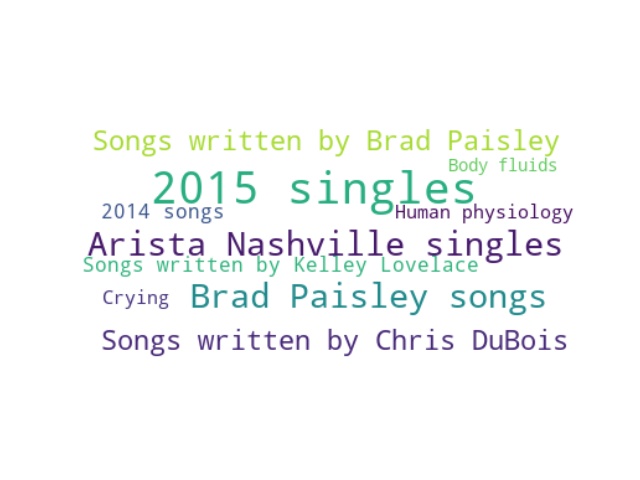 Songs written by Brad Paisley
Body fluids
2015 singles
2014 songs
Human physiology
Arista Nashville singles
Songs written by Kelley Lovelace
Crying
Brad Paisley songs
Songs written by Chris DuBois